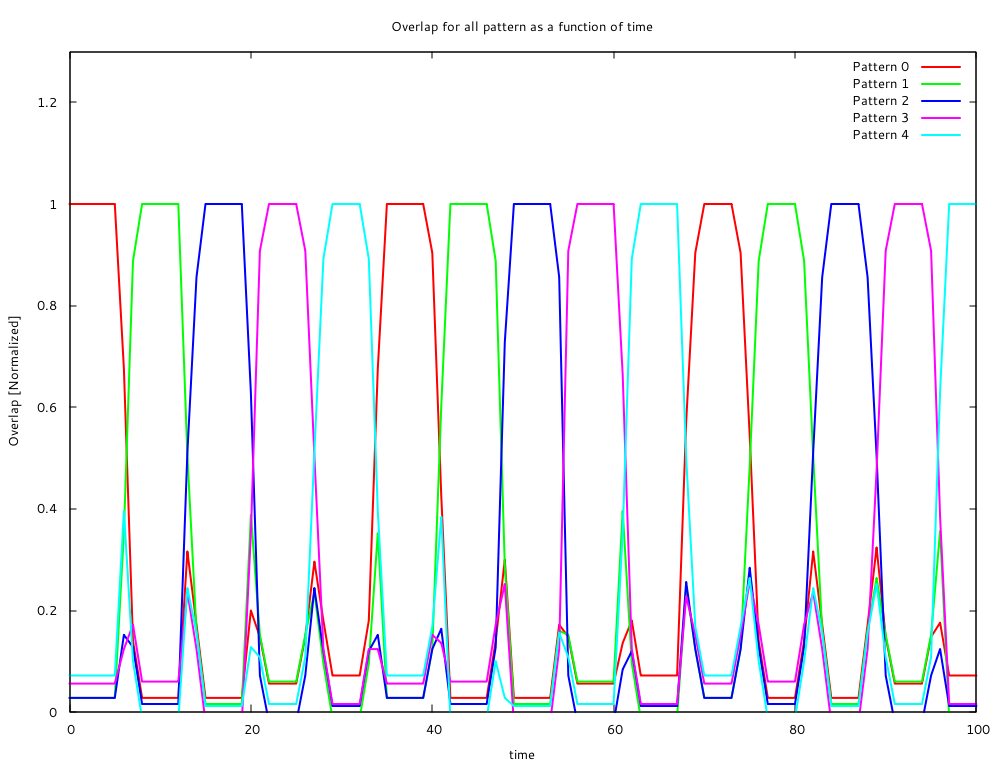 Overlap for all pattern as a function of time
Pattern 0
Pattern 1
Pattern 2
Pattern 3
Pattern 4
1.2
1
0.8
0.6
0.4
0.2
0
Overlap [Normalized]
0 20 40 60 80 100
time